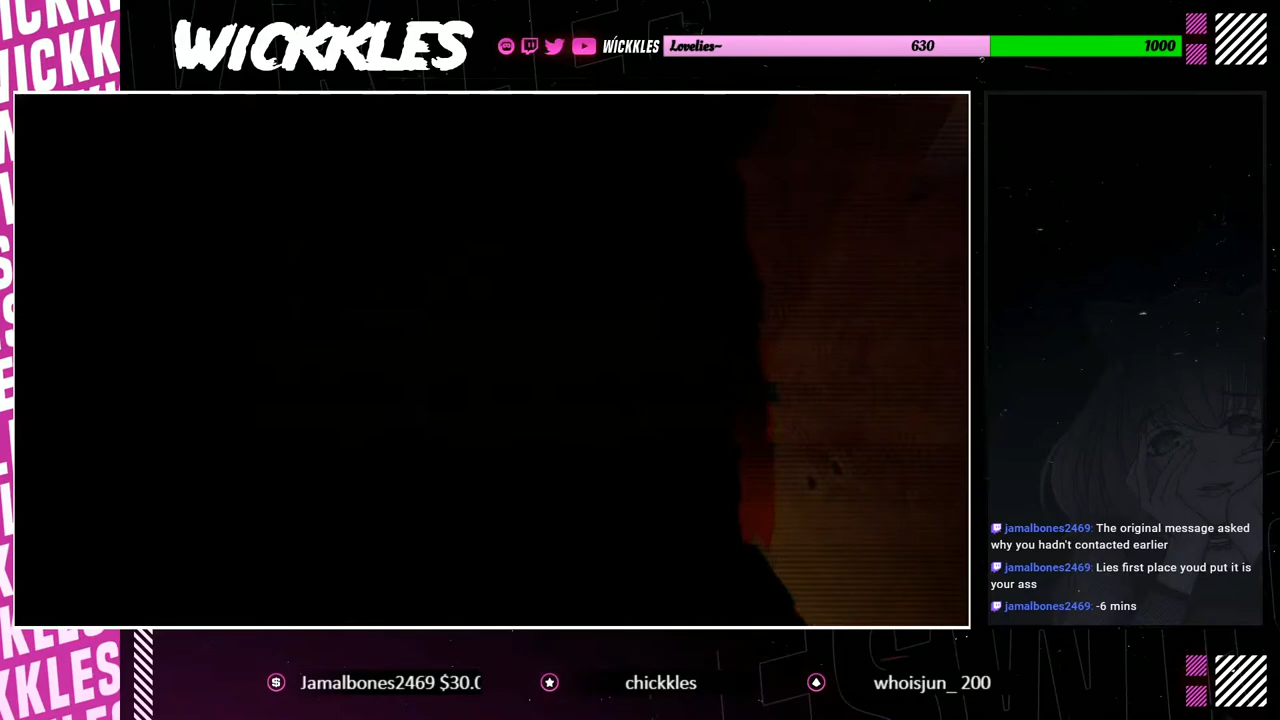 WICKKLES
WICKKLES
Lovelies~ 630 1000
jamalbones2469: The original message asked
why you hadn't contacted earlier
jamalbones2469: Lies first place youd put it is
your ass
jamalbones2469: -6 mins
Jamalbones2469 $30.0
chickkles
whoisjun_ 200